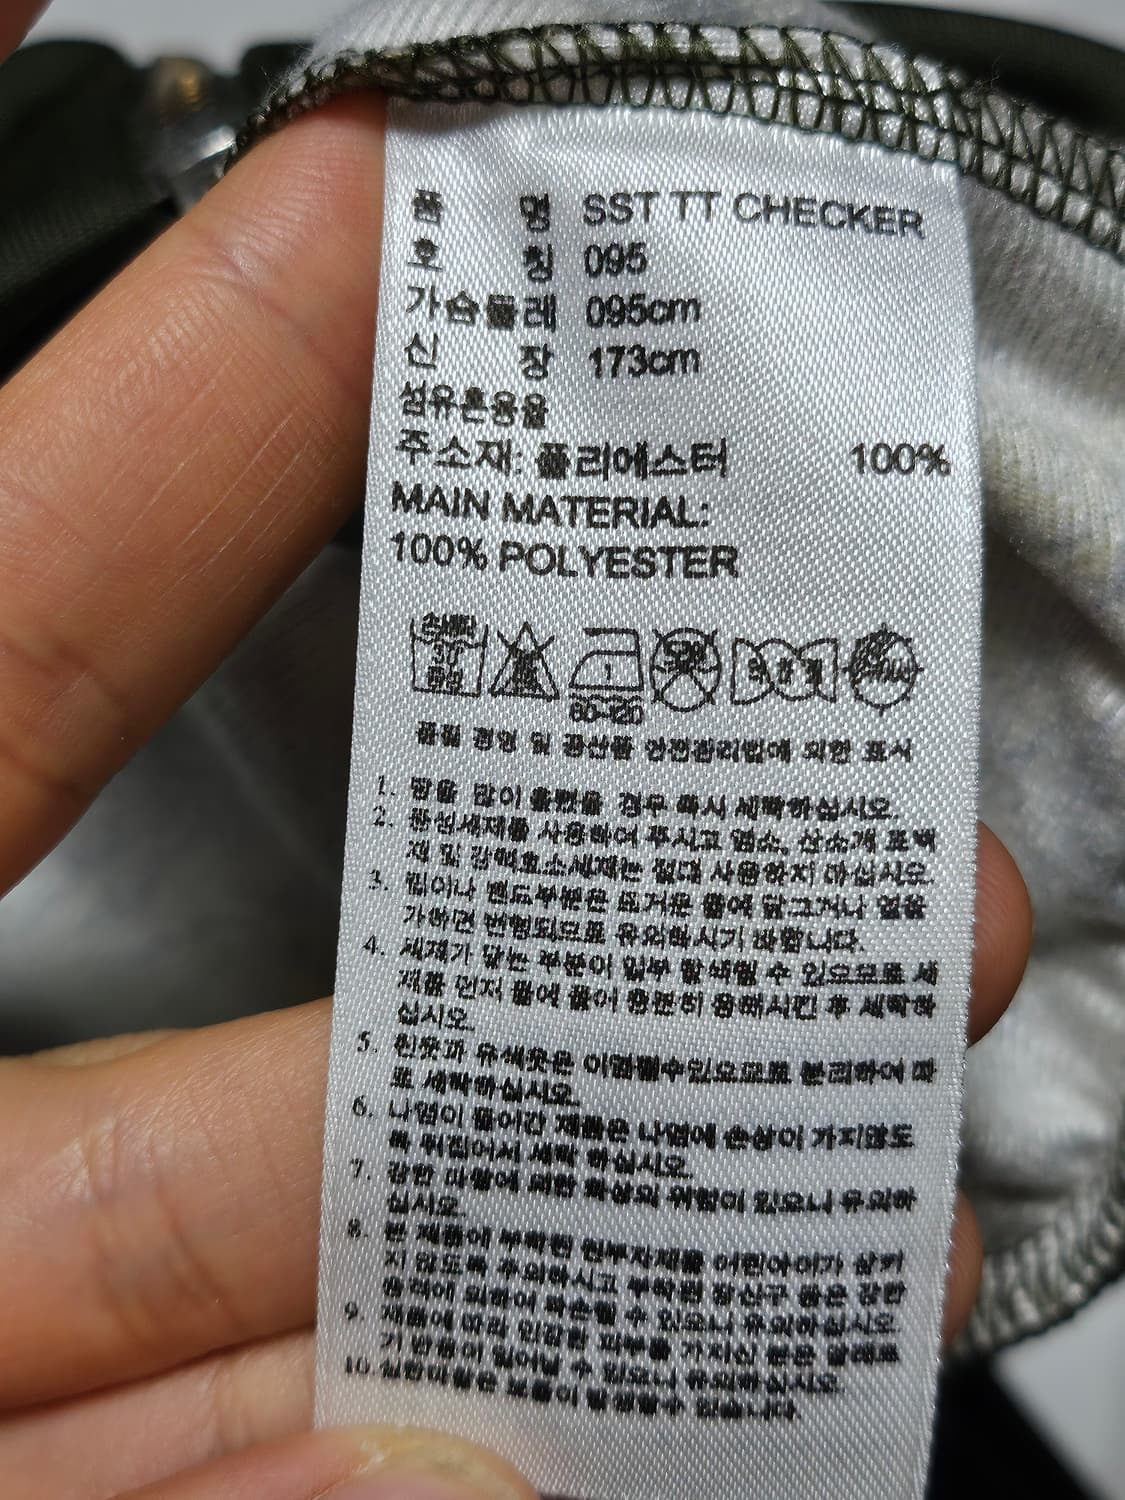 품 명 SST TT CHECKER
호 칭 095
가슴둘레 095cm
신 장 173cm
섬유혼용율
주소재: 폴리에스터 100%
MAIN MATERIAL:
100% POLYESTER
손세탁 30 중성
1
80-120
품질 경영 및 공산품 안전관리법에 의한 표시
1. 땀을 많이 흘렸을 경우 즉시 세탁하십시오.
2. 중성세제를 사용하여 주시고 염소, 산소계 표백
제 및 강력효소세제는 절대 사용하지 마십시오.
3. 립이나 밴드부분은 뜨거운 물에 담그거나 열을
가하면 변형되므로 유의하시기 바랍니다.
4. 세제가 닿는 부분이 일부 탈색될 수 있으므로 세
제를 먼저 물에 풀어 충분히 용해시킨 후 세탁하
십시오.
5. 흰옷과 유색옷은 이염될수있으므로 분리하여 따
로 세탁하십시오.
6. 나염이 들어간 제품은 나염에 손상이 가지않도
록 뒤집어서 세탁 하십시오.
7. 강한 마찰에 의한 화상의 위험이 있으니 유의하
십시오.
8. 본 제품에 부착된 원부자재를 어린아이가 삼키
지 않도록 주의하시고 부착된 장신구 등은 강한
충격에 의하여 파손될 수 있으니 유의하십시오.
9. 제품에 따라 민감한 피부를 가지신 분은 알레르
기 반응이 일어날 수 있으니 유의하십시오.
10. 보풀이 발생할수 있습니다.